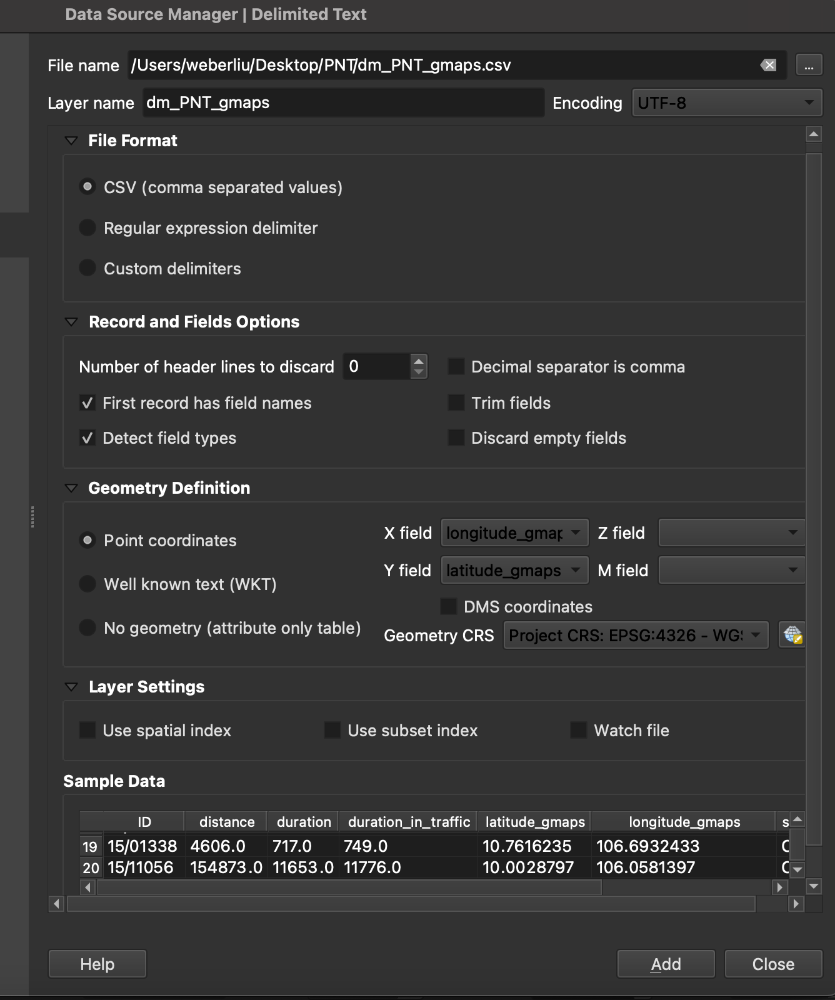 Data Source Manager | Delimited Text
File name /Users/weberliu/Desktop/PNT/dm_PNT_gmaps.csv ...
Layer name dm_PNT_gmaps Encoding UTF-8
File Format
CSV (comma separated values)
Regular expression delimiter
Custom delimiters
Record and Fields Options
Number of header lines to discard 0 Decimal separator is comma
First record has field names Trim fields
Detect field types Discard empty fields
Geometry Definition
Point coordinates X field longitude_gmap Z field
Y field latitude_gmaps M field
Well known text (WKT)
DMS coordinates
No geometry (attribute only table) Geometry CRS Project CRS: EPSG:4326 - WGS
Layer Settings
Use spatial index Use subset index Watch file
Sample Data
ID distance duration duration_in_traffic latitude_gmaps longitude_gmaps s
19 15/01338 4606.0 717.0 749.0 10.7616235 106.6932433
20 15/11056 154873.0 11653.0 11776.0 10.0028797 106.0581397
Help Add Close